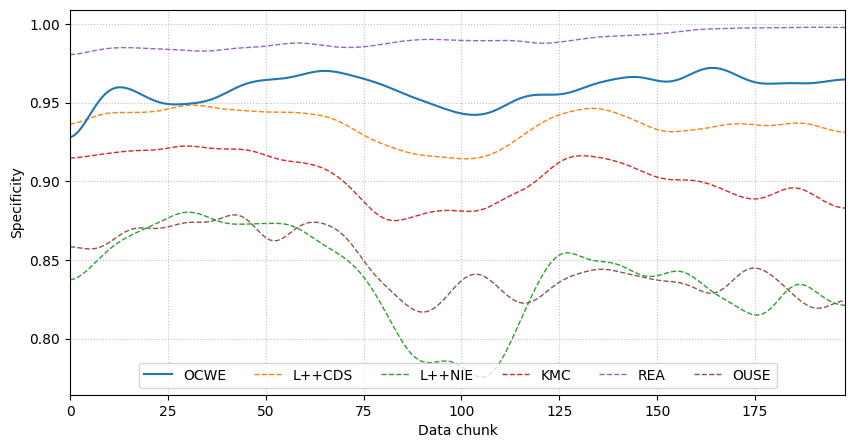 1.00
0.95
0.90
0.85
0.80
Specificity
OCWE L++CDS L++NIE KMC REA OUSE
0 25 50 75 100 125 150 175
Data chunk